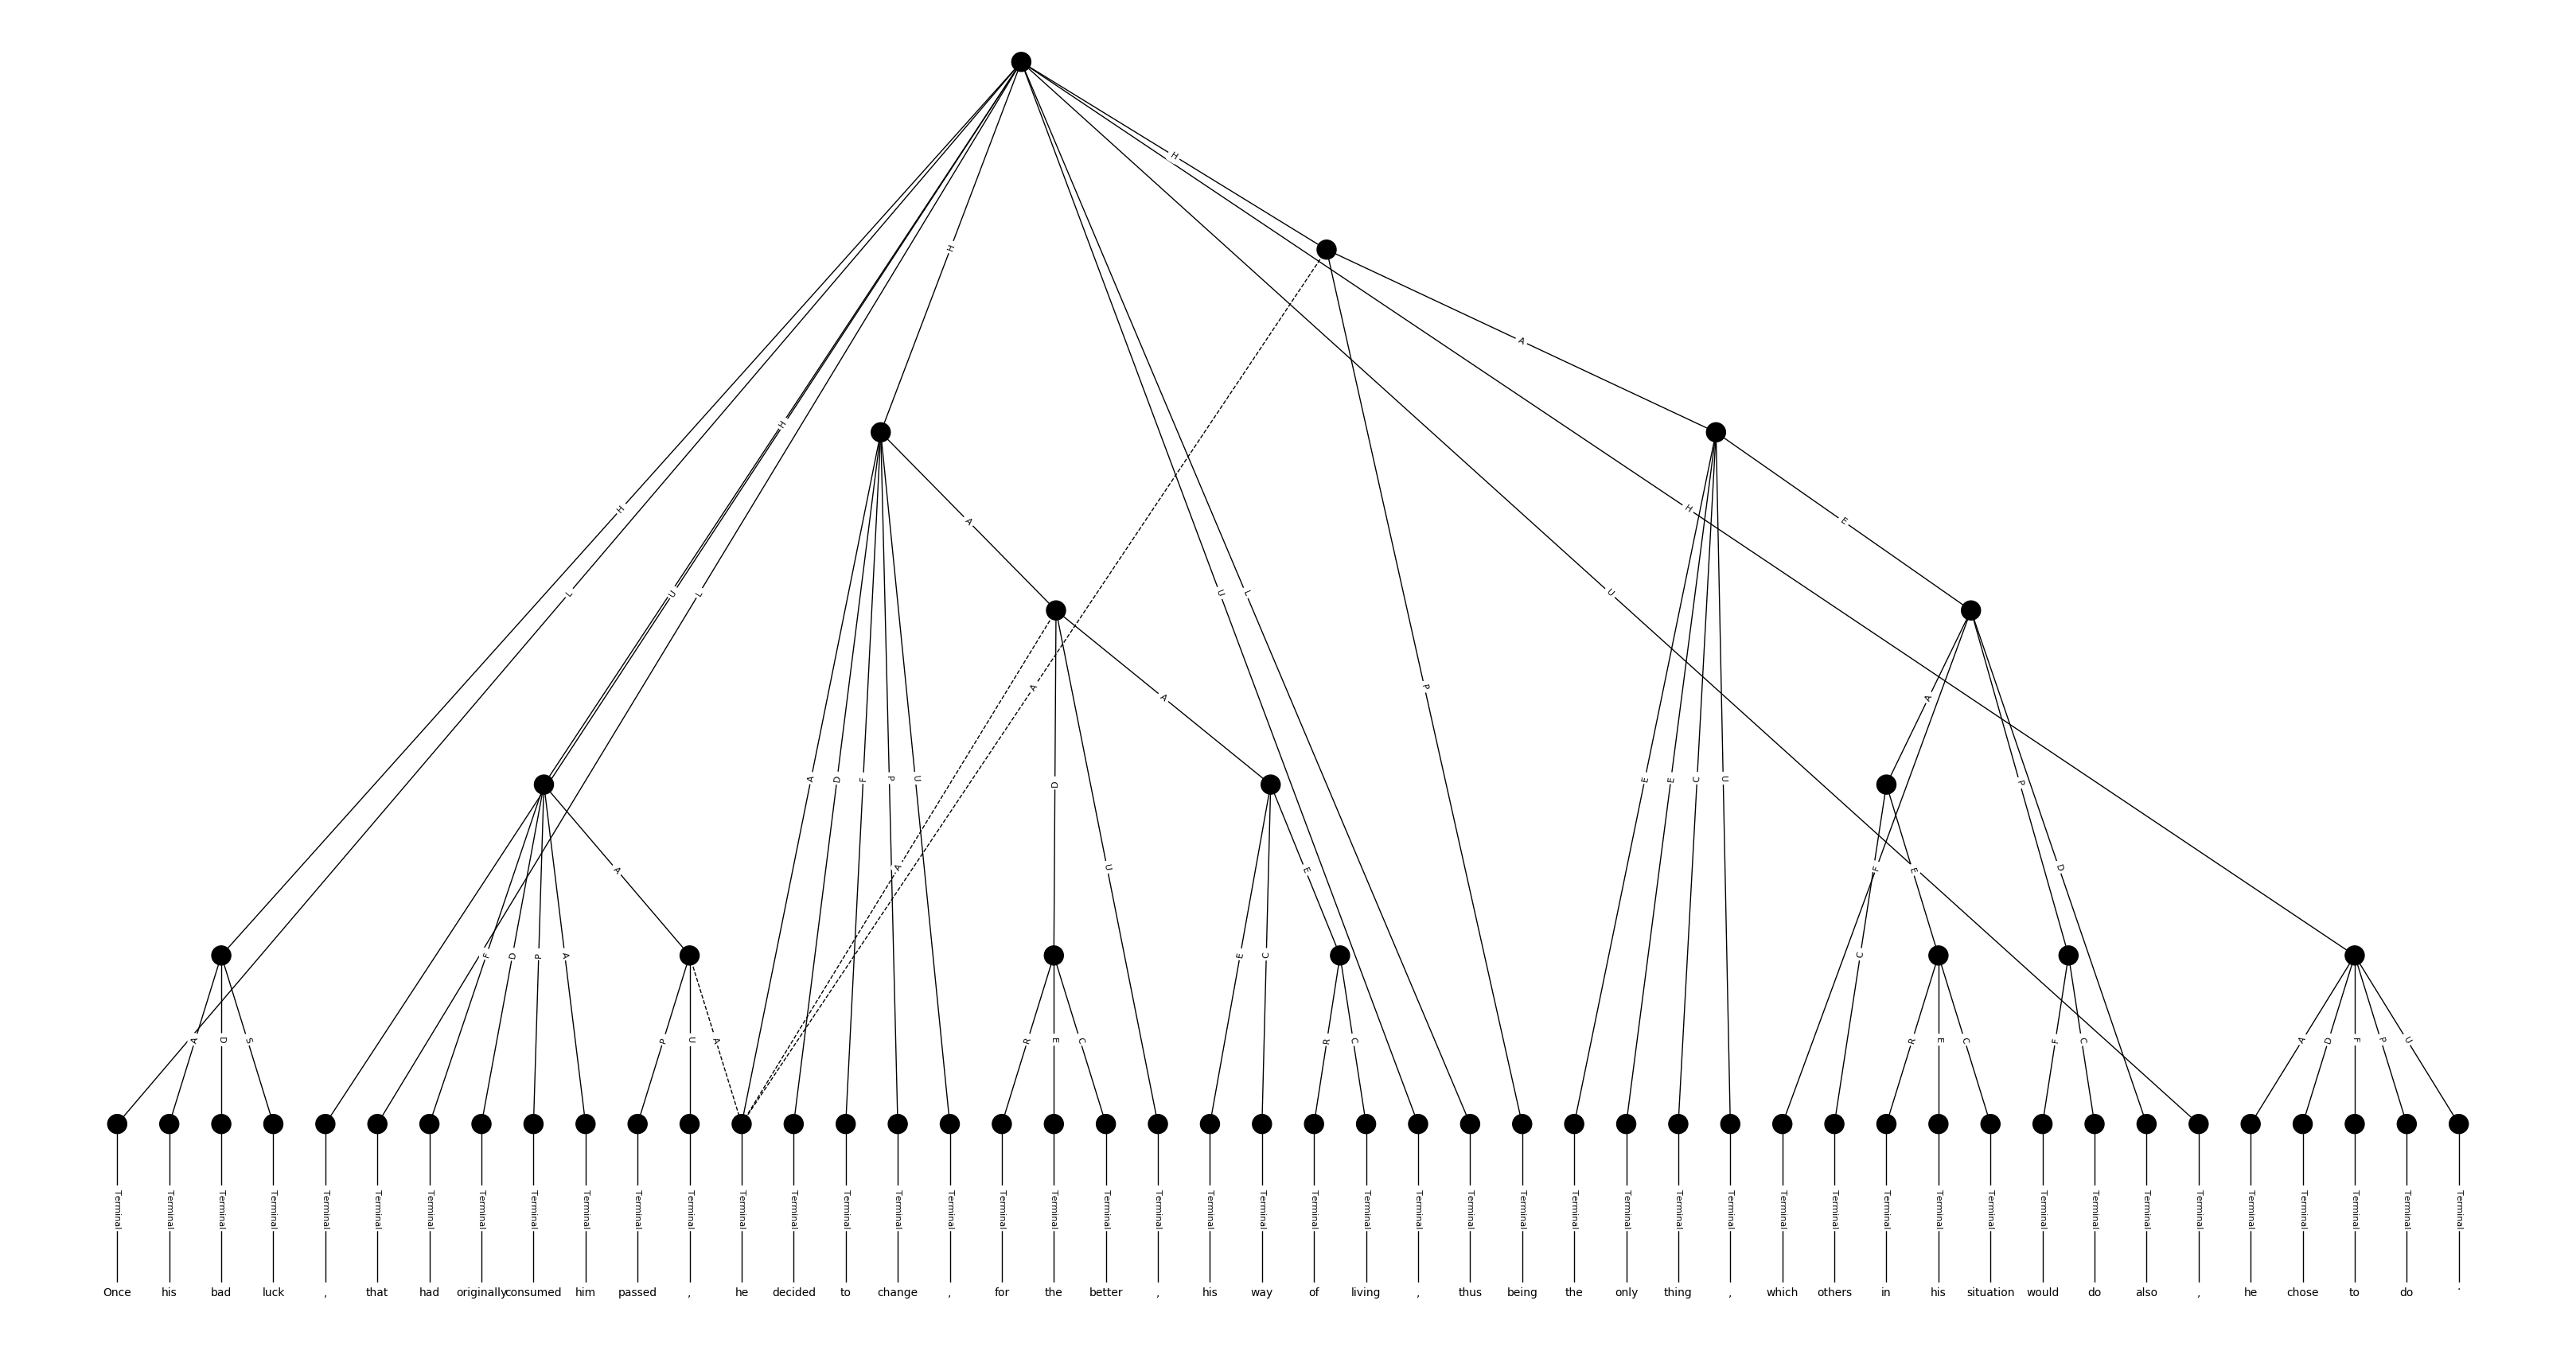 H
H
A
H
H
E
H
A
L
U
L
U
L
U
A
A
A
P
A
D
F
P
U
D
E
E
C
U
P
A
A
U
E
F
E
D
F
D
P
A
E
C
C
A
D
S
P
U
A
R
E
C
R
C
R
E
C
F
C
A
D
F
P
U
Terminal Terminal Terminal Terminal Terminal Terminal Terminal Terminal Terminal Terminal Terminal Terminal Terminal Terminal Terminal Terminal Terminal Terminal Terminal Terminal Terminal Terminal Terminal Terminal Terminal Terminal Terminal Terminal Terminal Terminal Terminal Terminal Terminal Terminal Terminal Terminal Terminal Terminal Terminal Terminal Terminal Terminal Terminal Terminal Terminal Terminal
Once his bad luck , that had originally consumed him passed , he decided to change , for the better , his way of living , thus being the only thing , which others in his situation would do also , he chose to do .